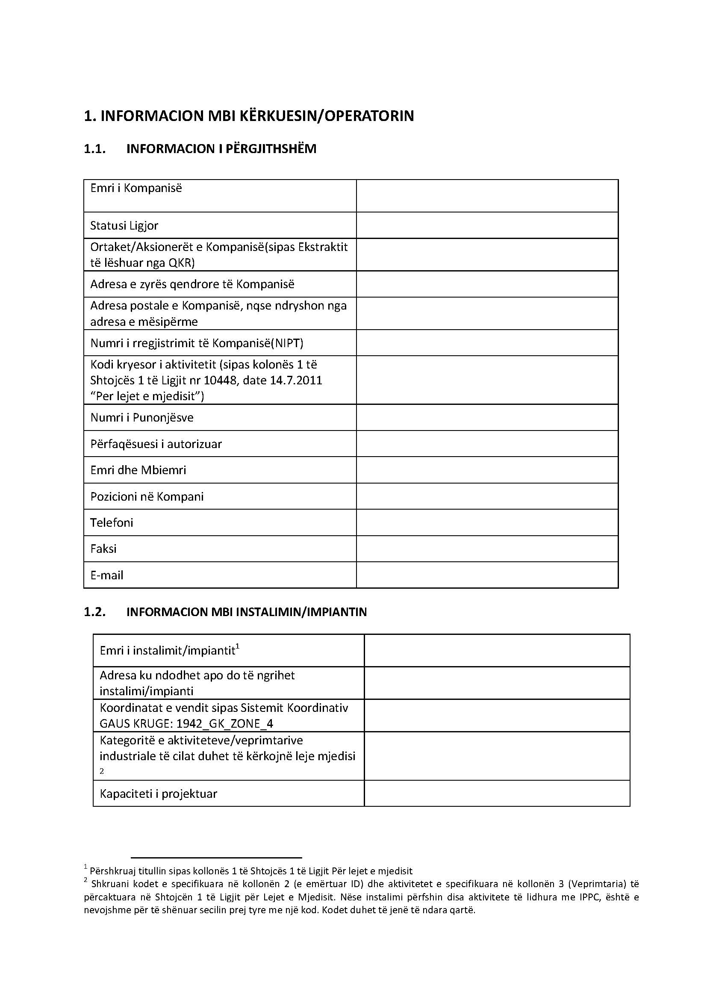 1. INFORMACION MBI KËRKUESIN/OPERATORIN
1.1. INFORMACION I PËRGJITHSHËM
Emri i Kompanisë
Statusi Ligjor
Ortaket/Aksionerët e Kompanisë(sipas Ekstraktit
të lëshuar nga QKR)
Adresa e zyrës qendrore të Kompanisë
Adresa postale e Kompanisë, nqse ndryshon nga
adresa e mësipërme
Numri i rregjistrimit të Kompanisë(NIPT)
Kodi kryesor i aktivitetit (sipas kolonës 1 të
Shtojcës 1 të Ligjit nr 10448, date 14.7.2011
“Per lejet e mjedisit”)
Numri i Punonjësve
Përfaqësuesi i autorizuar
Emri dhe Mbiemri
Pozicioni në Kompani
Telefoni
Faksi
E-mail
1.2. INFORMACION MBI INSTALIMIN/IMPIANTIN
Emri i instalimit/impiantit1
Adresa ku ndodhet apo do të ngrihet
instalimi/impianti
Koordinatat e vendit sipas Sistemit Koordinativ
GAUS KRUGE: 1942_GK_ZONE_4
Kategoritë e aktiviteteve/veprimtarive
industriale të cilat duhet të kërkojnë leje mjedisi
2
Kapaciteti i projektuar
1 Përshkruaj titullin sipas kollonës 1 të Shtojcës 1 të Ligjit Për lejet e mjedisit
2 Shkruani kodet e specifikuara në kollonën 2 (e emërtuar ID) dhe aktivitetet e specifikuara në kollonën 3 (Veprimtaria) të
përcaktuara në Shtojcën 1 të Ligjit për Lejet e Mjedisit. Nëse instalimi përfshin disa aktivitete të lidhura me IPPC, është e
nevojshme për të shënuar secilin prej tyre me një kod. Kodet duhet të jenë të ndara qartë.